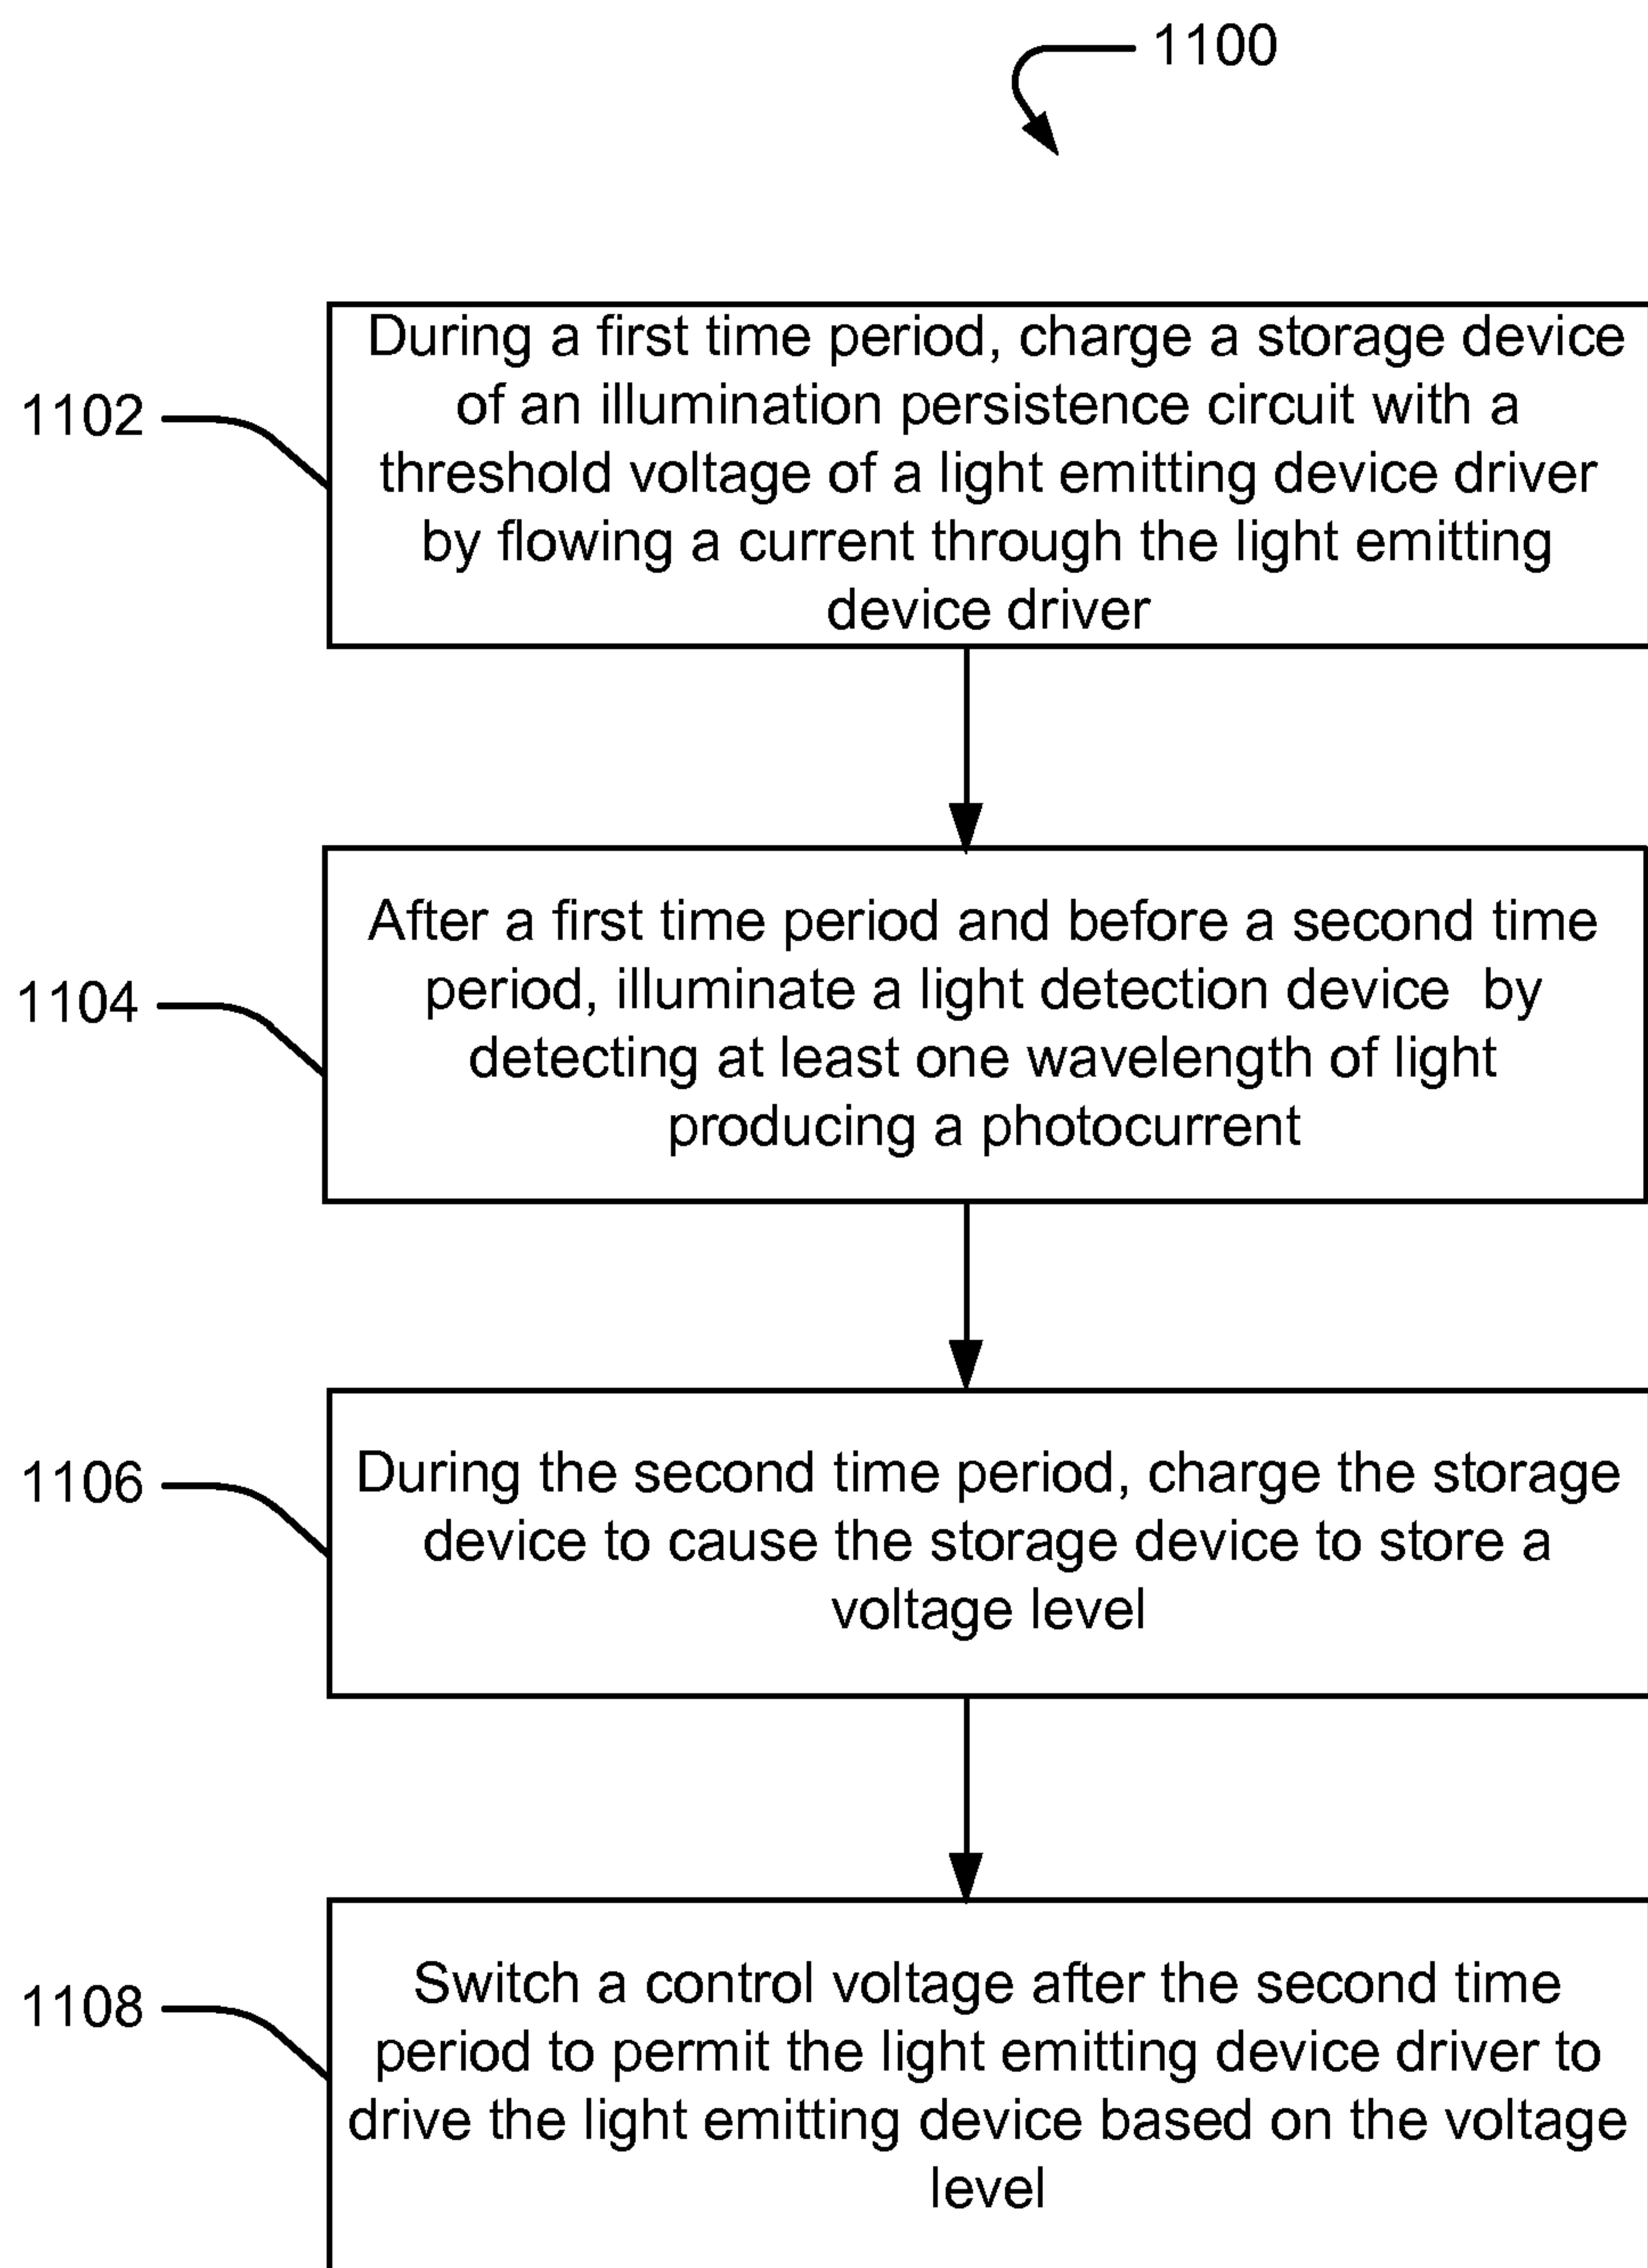 1100
1102
During a first time period, charge a storage device
of an illumination persistence circuit with a
threshold voltage of a light emitting device driver
by flowing a current through the light emitting
device driver
1104
After a first time period and before a second time
period, illuminate a light detection device by
detecting at least one wavelength of light
producing a photocurrent
1106
During the second time period, charge the storage
device to cause the storage device to store a
voltage level
1108
Switch a control voltage after the second time
period to permit the light emitting device driver to
drive the light emitting device based on the voltage
level